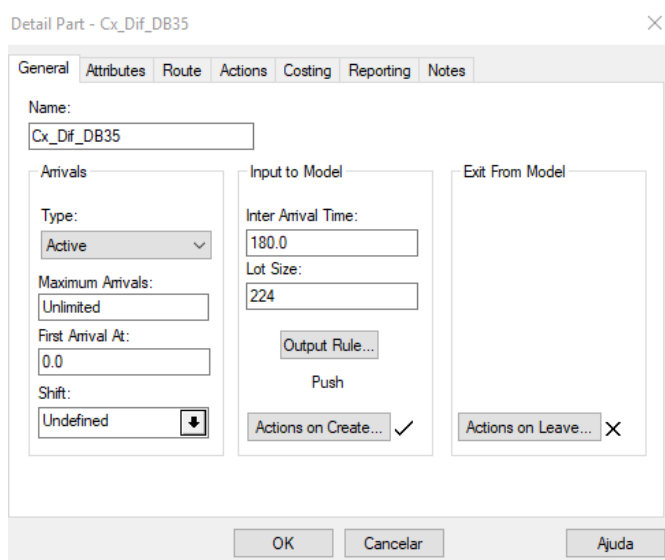 Detail Part - Cx_Dif_DB35
General Attributes Route Actions Costing Reporting Notes
Name:
Cx_Dif_DB35
Arrivals
Type:
Active
Maximum Arrivals:
Unlimited
First Arrival At:
0.0
Shift:
Undefined
Input to Model
Inter Arrival Time:
180.0
Lot Size:
224
Output Rule...
Push
Actions on Create...
Exit From Model
Actions on Leave...
OK Cancelar Ajuda